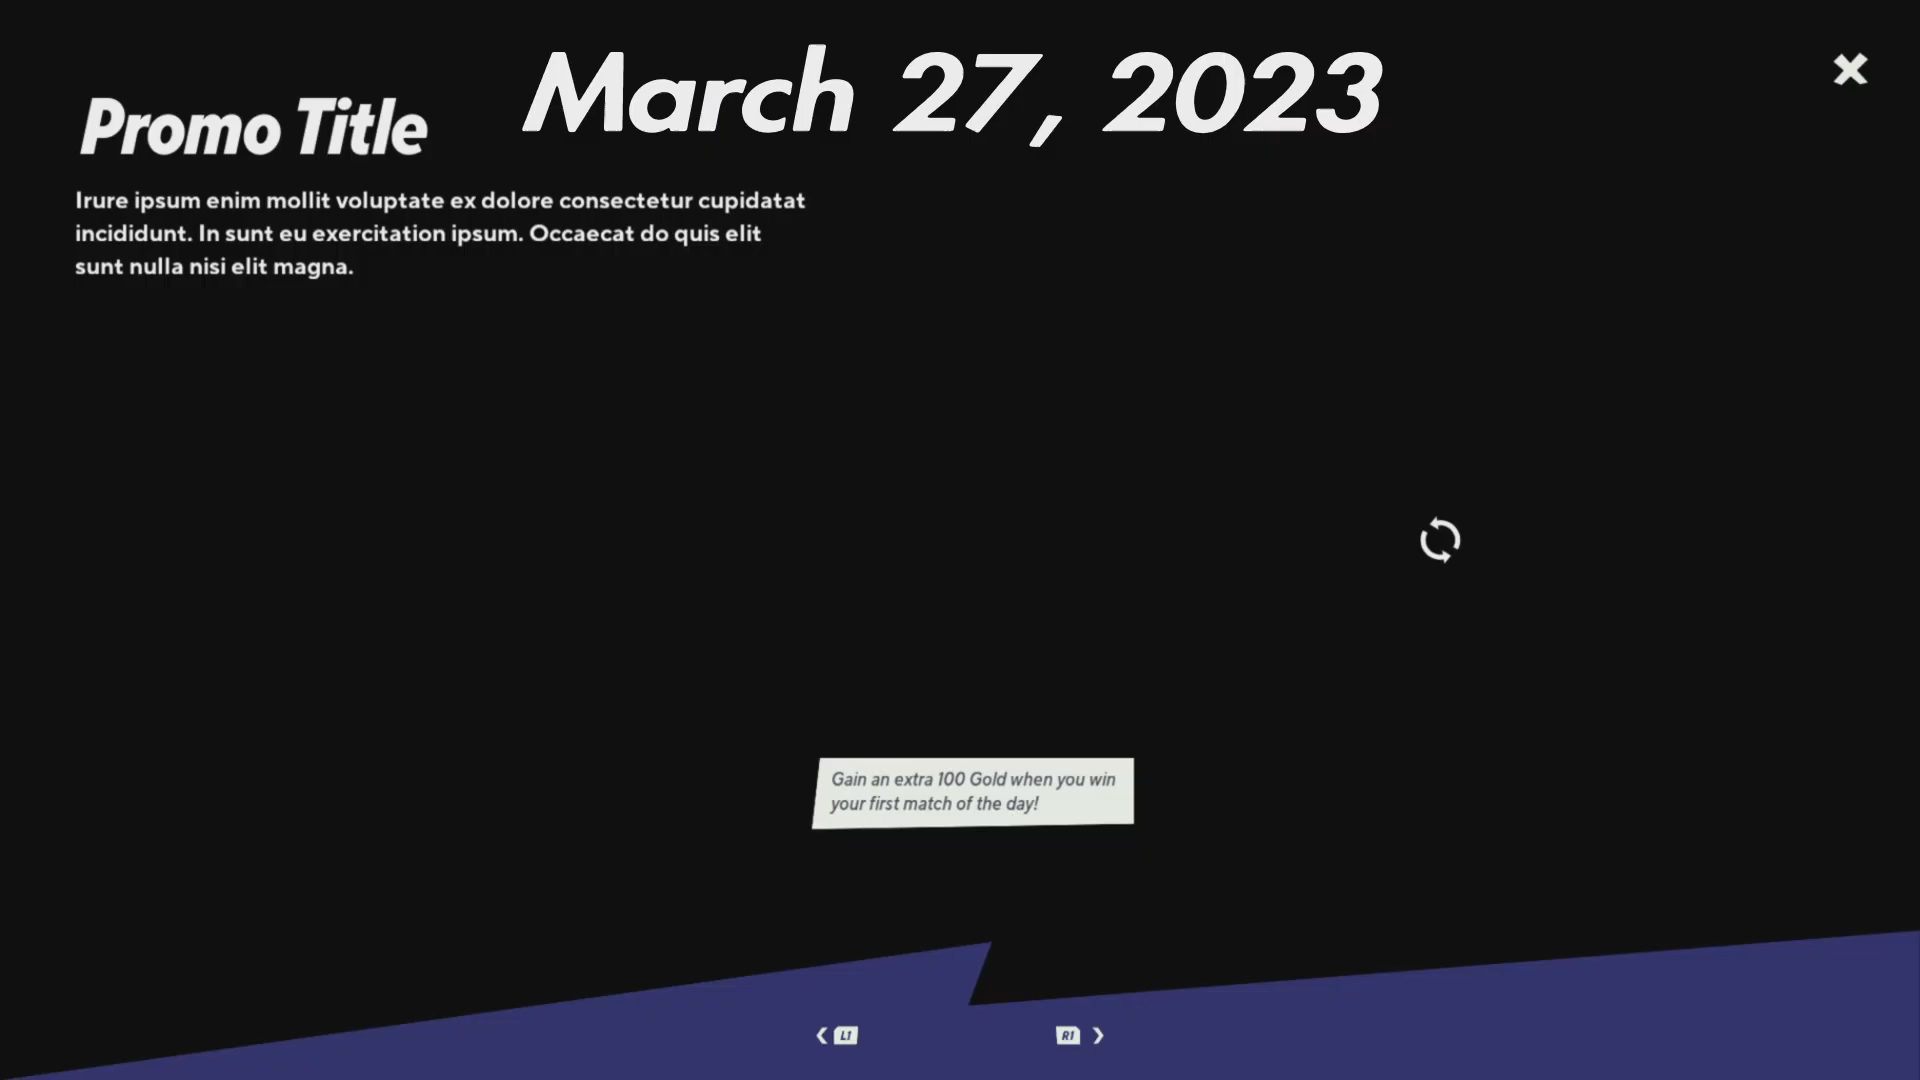 March 27, 2023
Promo Title
Irure ipsum enim mollit voluptate ex dolore consectetur cupidatat
incididunt. In sunt eu exercitation ipsum. Occaecat do quis elit
sunt nulla nisi elit magna.
Gain an extra 100 Gold when you win
your first match of the day!
L1
R1